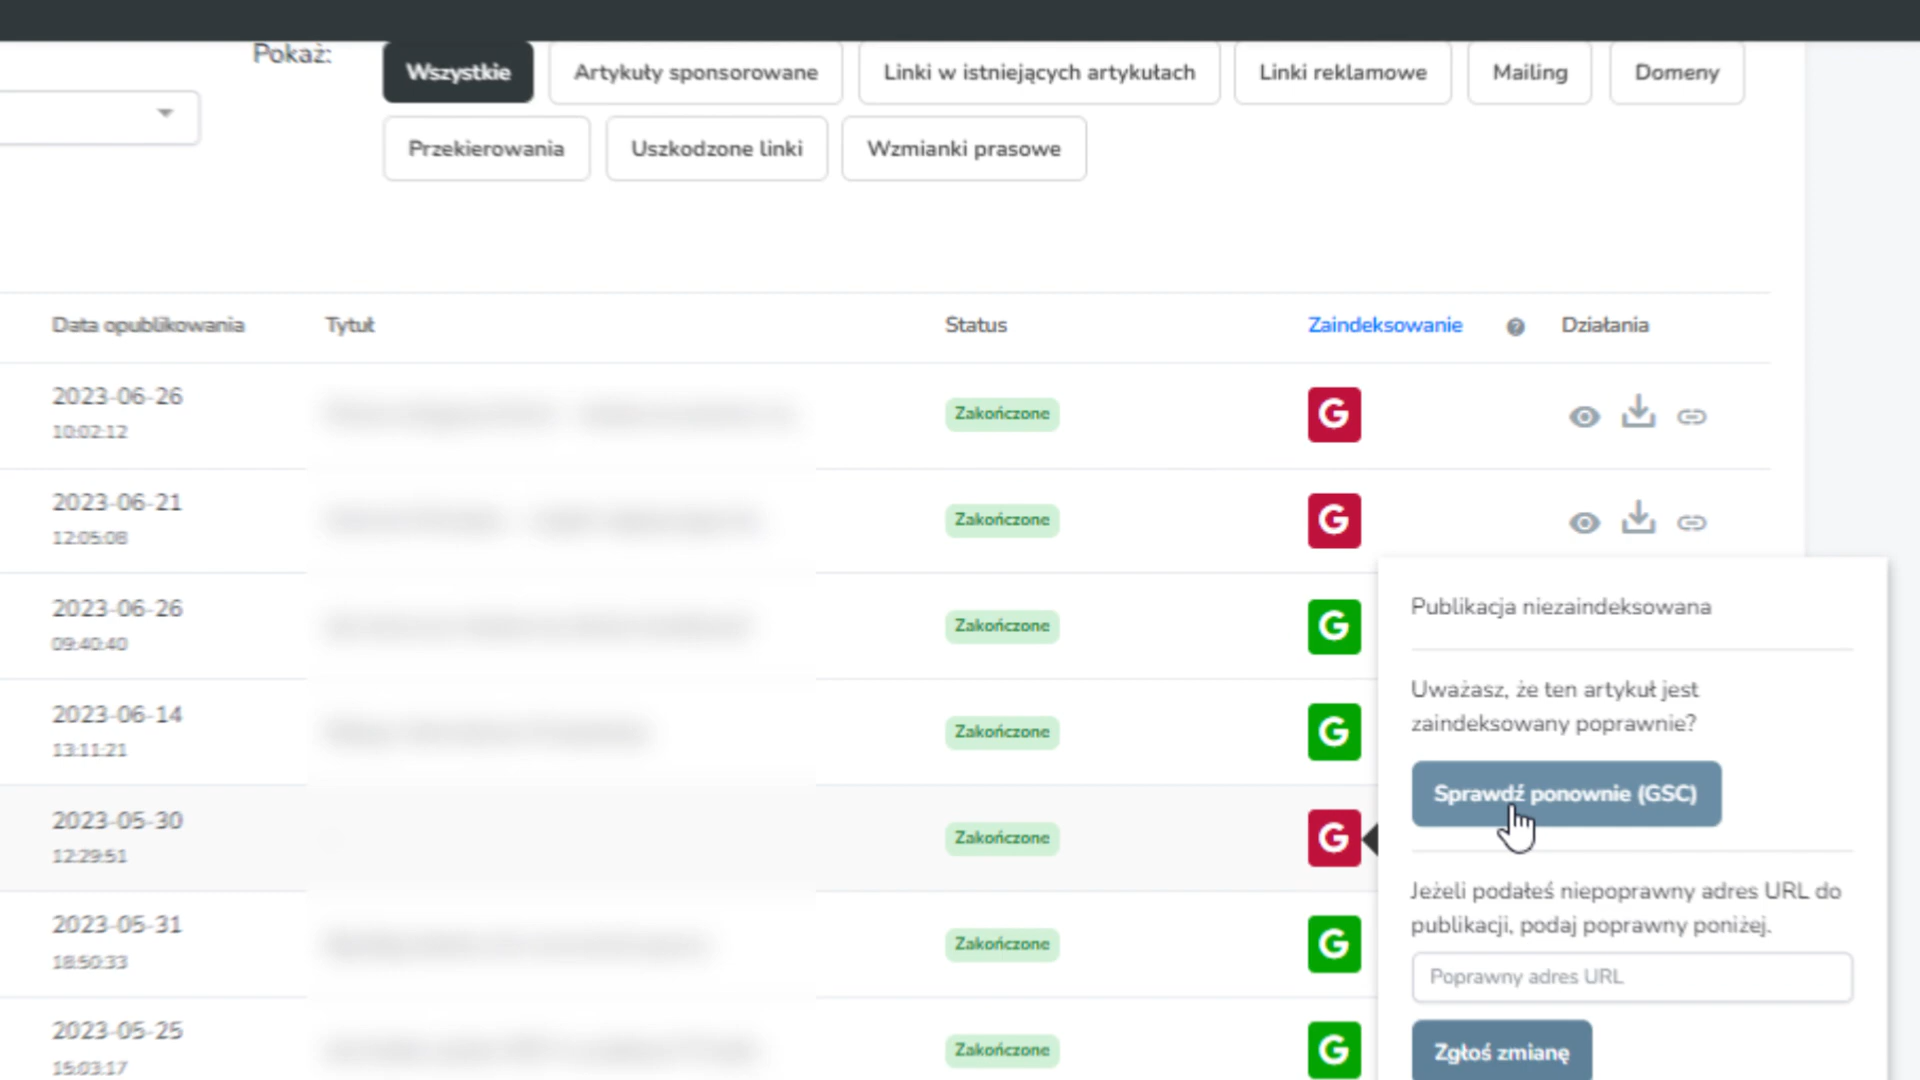 Pokaż:
Wszystkie Artykuły sponsorowane Linki w istniejących artykułach Linki reklamowe Mailing Domeny
Przekierowania Uszkodzone linki Wzmianki prasowe
Data opublikowania Tytuł Status Zaindeksowanie ? Działania
2023-06-26
10:02:12
Zakończone G
2023-06-21
12:05:08
Zakończone G
2023-06-26
09:40:40
Zakończone G
2023-06-14
13:11:21
Zakończone G
2023-05-30
12:29:51
Zakończone G
2023-05-31
18:50:33
Zakończone G
2023-05-25
15:03:17
Zakończone G
Publikacja niezaindeksowana
Uważasz, że ten artykuł jest
zaindeksowany poprawnie?
Sprawdź ponownie (GSC)
Jeżeli podałeś niepoprawny adres URL do
publikacji, podaj poprawny poniżej.
Poprawny adres URL
Zgłoś zmianę